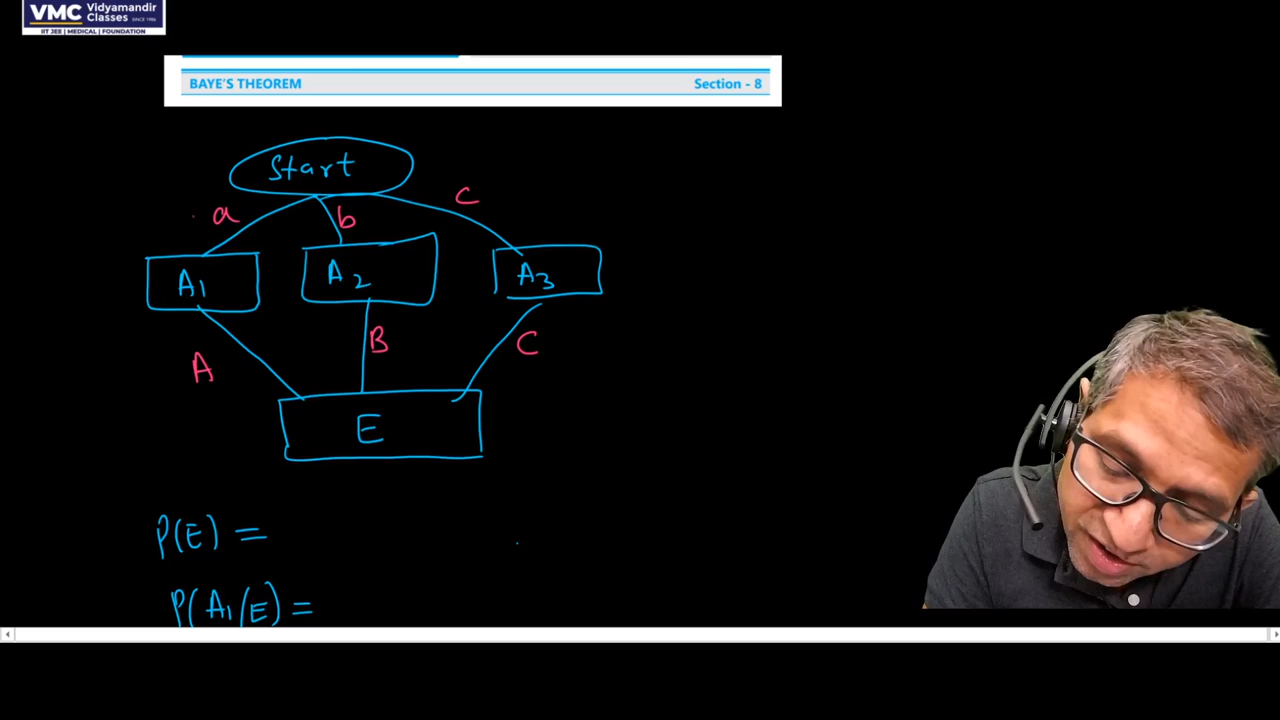 VMC Vidyamandir Classes SINCE 1986
IIT JEE | MEDICAL | FOUNDATION
BAYE'S THEOREM Section - 8
Start
a b c
A1 A2 A3
A B C
E
P(E) =
P(A1/E) =